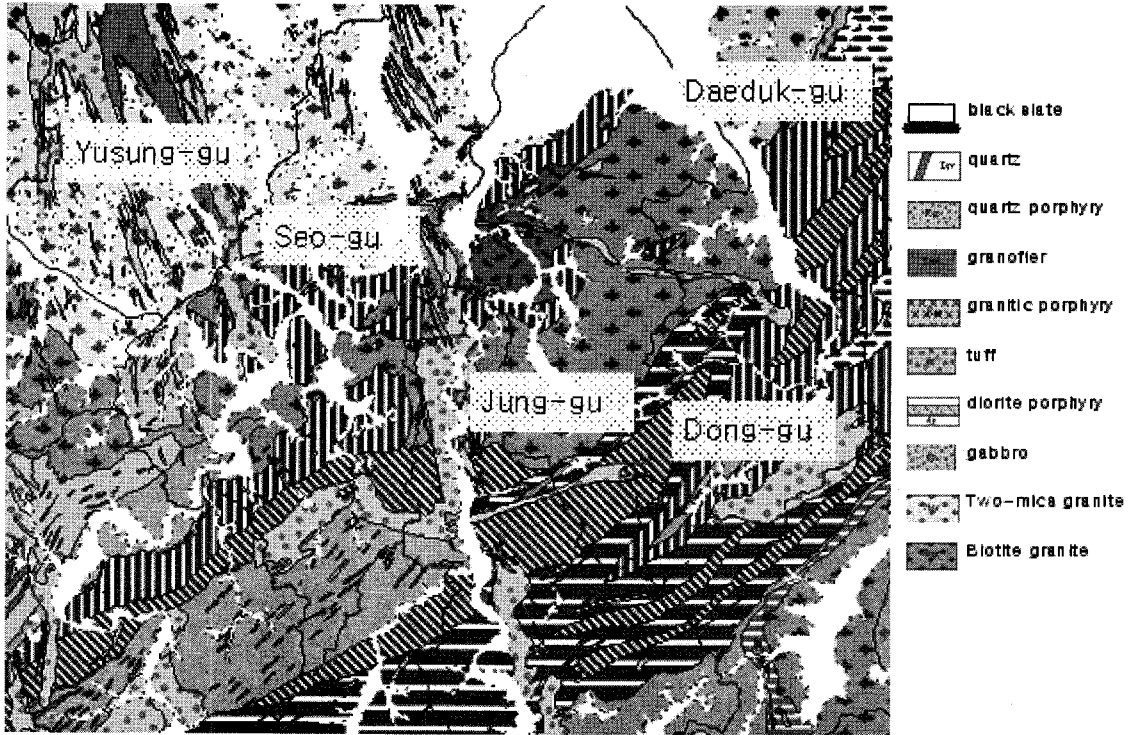 Daeduk-gu
Yusung-gu
Seo-gu
Jung-gu
Dong-gu
black slate
quartz
quartz porphyry
granofler
granitic porphyry
tuff
diorite porphyry
gabbro
Two-mica granite
Biotite granite